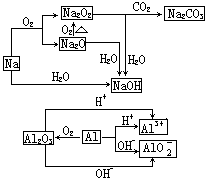 Na₂O₂ CO₂ Na₂CO₃
O₂ O₂ △
Na₂O
Na H₂O H₂O
H₂O NaOH
H⁺
Al₂O₃ O₂ Al H⁺ Al³⁺
OH⁻ AlO₂⁻
OH⁻